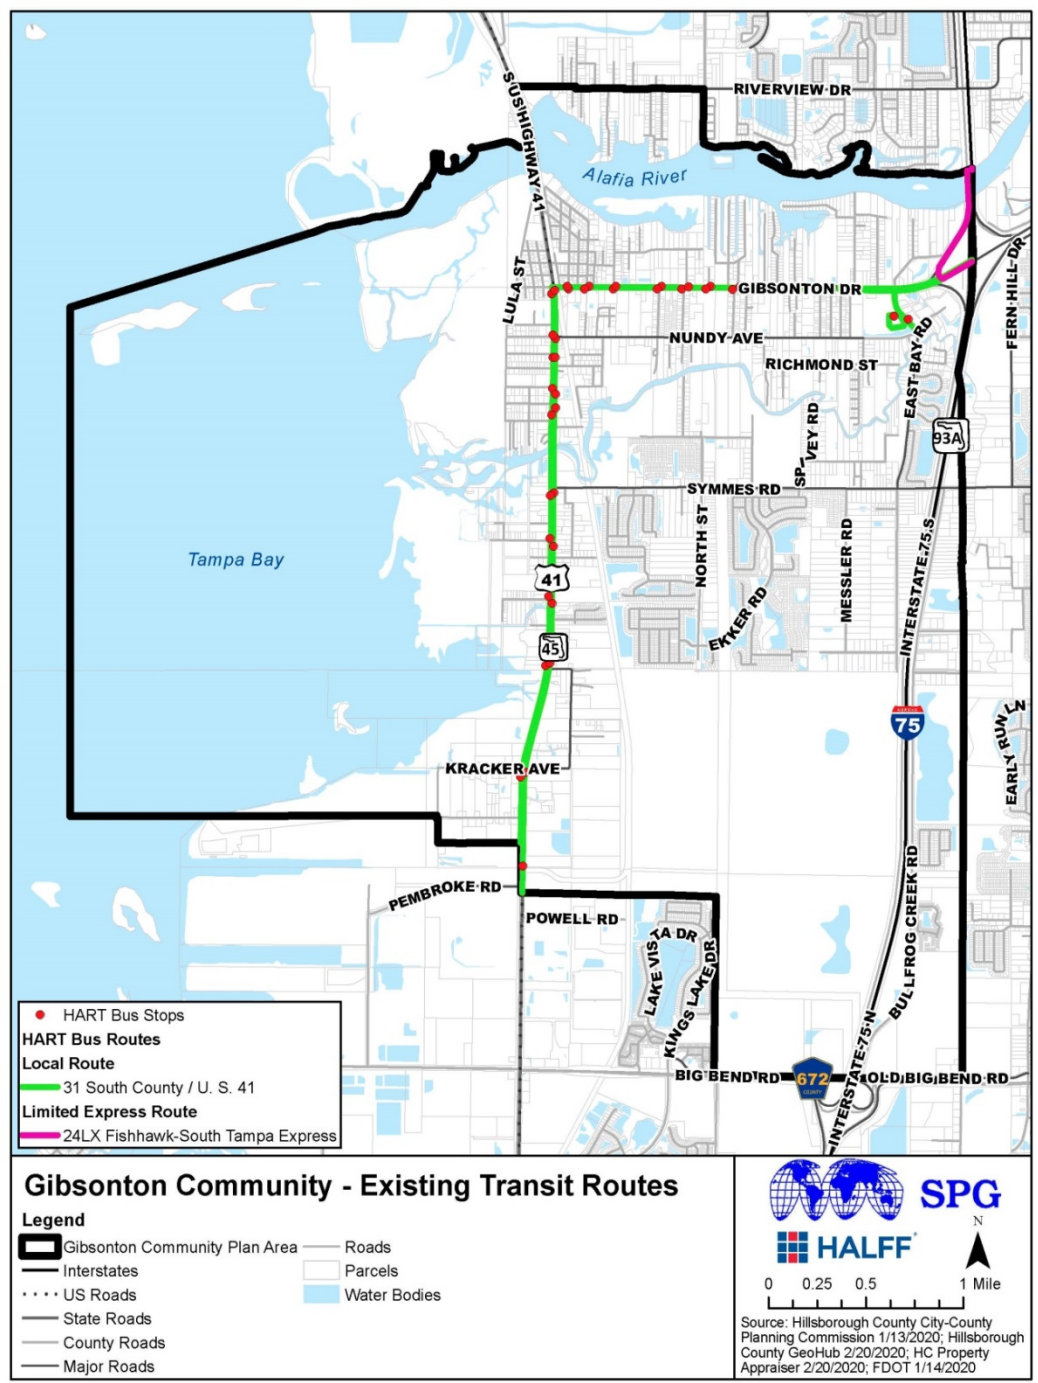 RIVERVIEW DR
S US HIGHWAY 41
Alafia River
LULA ST
GIBSONTON DR
FERN HILL DR
NUNDY AVE
RICHMOND ST
EAST BAY RD
SPIVEY RD
93A
SYMMES RD
NORTH ST
MESSLER RD
INTERSTATE 75 S
Tampa Bay
41
EKKER RD
45
75
EARLY RUN LN
KRACKER AVE
PEMBROKE RD
POWELL RD
BULLFROG CREEK RD
LAKE VISTA DR
KINGS LAKE DR
INTERSTATE 75 N
BIG BEND RD
672
COUNTY
OLD BIG BEND RD
HART Bus Stops
HART Bus Routes
Local Route
31 South County / U. S. 41
Limited Express Route
24LX Fishhawk-South Tampa Express
Gibsonton Community - Existing Transit Routes
Legend
Gibsonton Community Plan Area
Interstates
US Roads
State Roads
County Roads
Major Roads
Roads
Parcels
Water Bodies
SPG
HALFF
N
0 0.25 0.5 1 Mile
Source: Hillsborough County City-County
Planning Commission 1/13/2020; Hillsborough
County GeoHub 2/20/2020; HC Property
Appraiser 2/20/2020; FDOT 1/14/2020